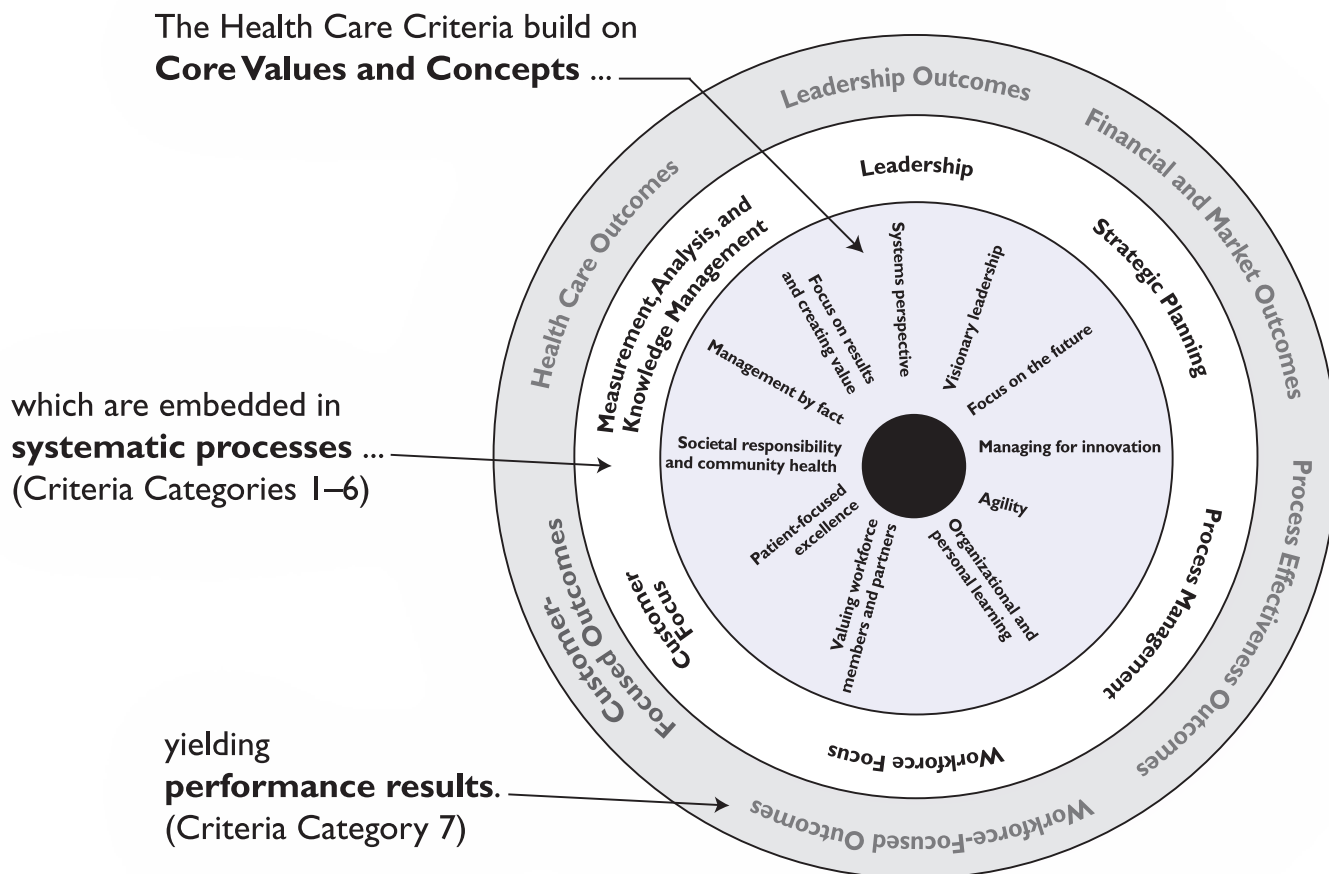 The Health Care Criteria build on
Core Values and Concepts ...
which are embedded in
systematic processes ...
(Criteria Categories 1–6)
yielding
performance results.
(Criteria Category 7)
Leadership Outcomes
Financial and Market Outcomes
Process Effectiveness Outcomes
Workforce-Focused Outcomes
Customer-
Focused Outcomes
Health Care Outcomes
Leadership
Strategic Planning
Process Management
Workforce Focus
Customer
Focus
Measurement, Analysis, and
Knowledge Management
Systems perspective
Visionary leadership
Focus on the future
Managing for innovation
Agility
Organizational and
personal learning
Valuing workforce
members and partners
Patient-focused
excellence
Societal responsibility
and community health
Management by fact
Focus on results
and creating value